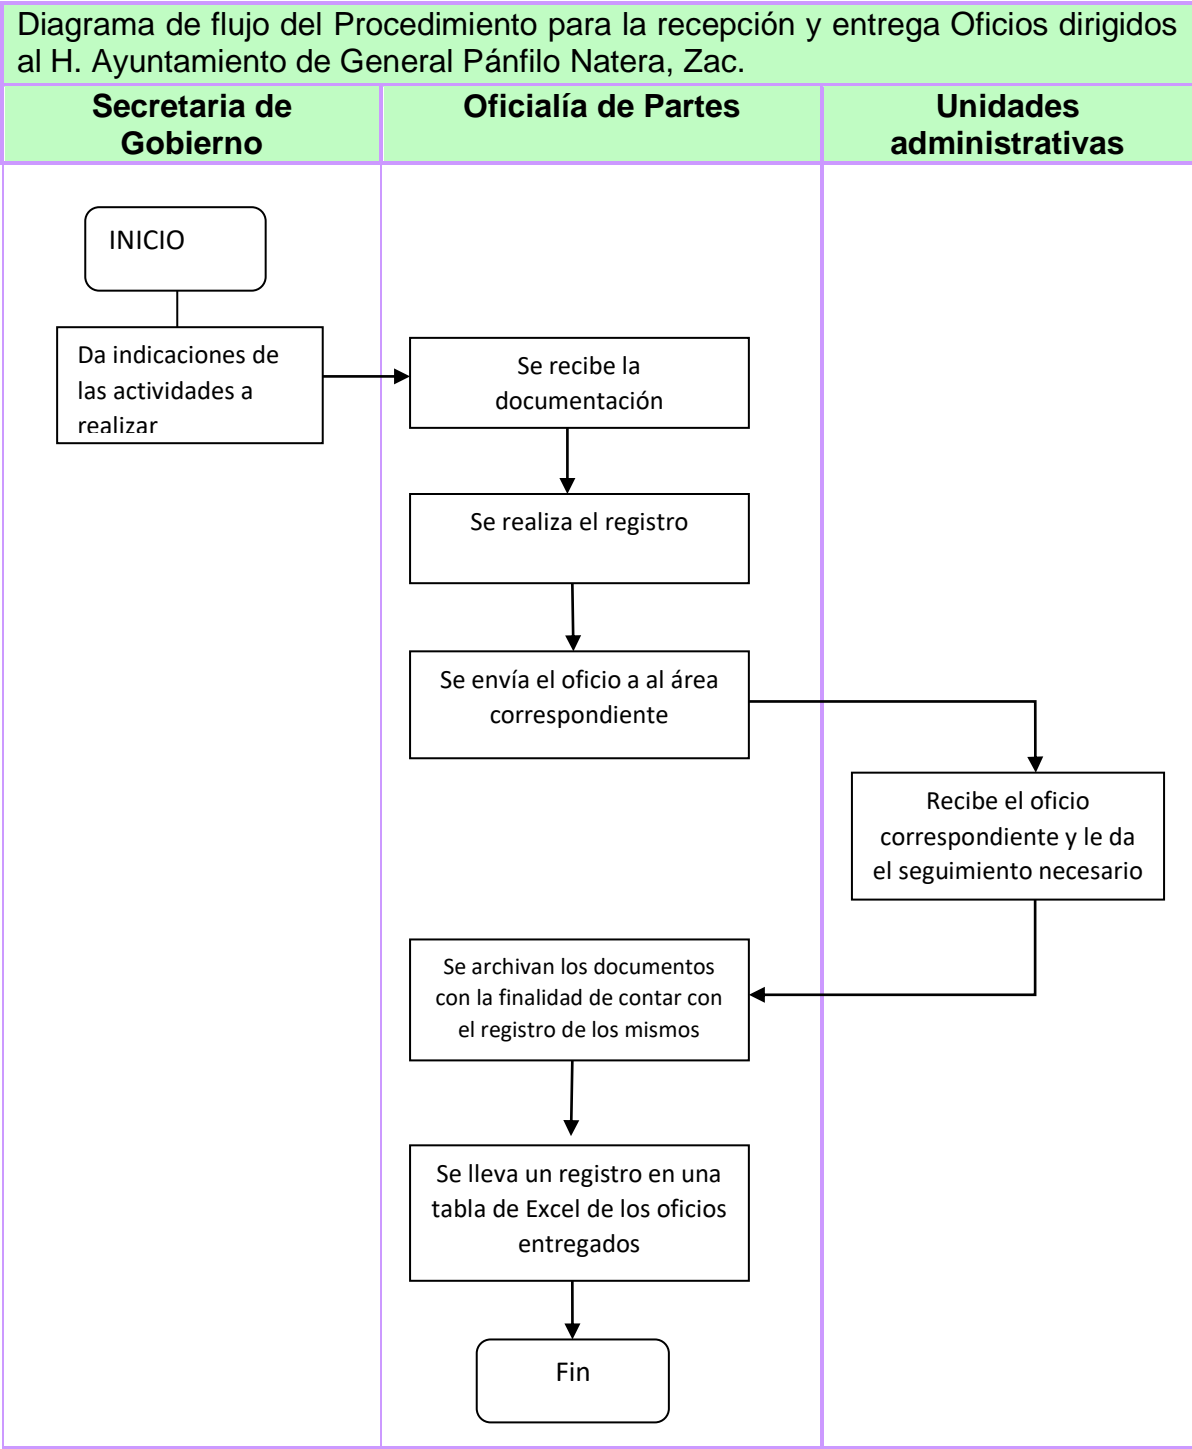 Diagrama de flujo del Procedimiento para la recepción y entrega Oficios dirigidos
al H. Ayuntamiento de General Pánfilo Natera, Zac.
Secretaria de
Gobierno
Oficialía de Partes
Unidades
administrativas
INICIO
Da indicaciones de
las actividades a
realizar
Se recibe la
documentación
Se realiza el registro
Se envía el oficio a al área
correspondiente
Recibe el oficio
correspondiente y le da
el seguimiento necesario
Se archivan los documentos
con la finalidad de contar con
el registro de los mismos
Se lleva un registro en una
tabla de Excel de los oficios
entregados
Fin